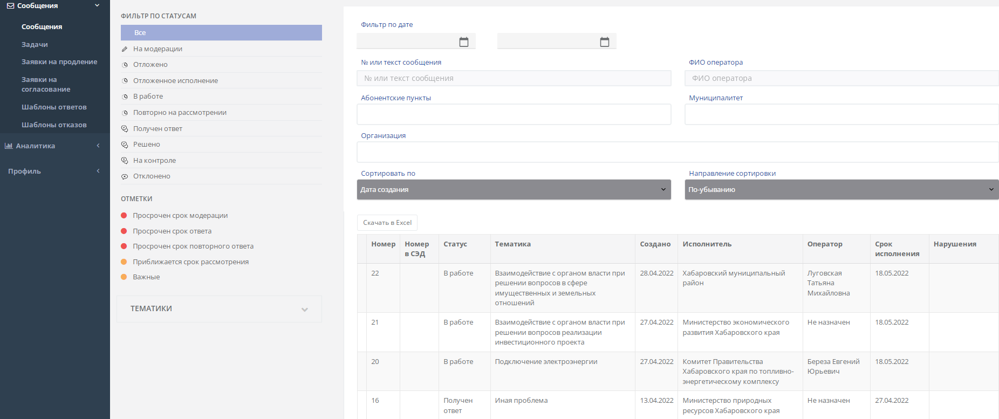 Сообщения
Сообщения
Задачи
Заявки на продление
Заявки на
согласование
Шаблоны ответов
Шаблоны отказов
Аналитика
Профиль
ФИЛЬТР ПО СТАТУСАМ
Все
На модерации
Отложено
Отложенное исполнение
В работе
Повторно на рассмотрении
Получен ответ
Решено
На контроле
Отклонено
ОТМЕТКИ
Просрочен срок модерации
Просрочен срок ответа
Просрочен срок повторного ответа
Приближается срок рассмотрения
Важные
ТЕМАТИКИ
Фильтр по дате
№ или текст сообщения
ФИО оператора
№ или текст сообщения
ФИО оператора
Абонентские пункты
Муниципалитет
Организация
Сортировать по
Направление сортировки
Дата создания
По-убыванию
Скачать в Excel
Номер
Номер
в СЭД
Статус
Тематика
Создано
Исполнитель
Оператор
Срок
исполнения
Нарушения
22
В работе
Взаимодействие с органом власти при
решении вопросов в сфере
имущественных и земельных
отношений
28.04.2022
Хабаровский муниципальный
район
Луговская
Татьяна
Михайловна
18.05.2022
21
В работе
Взаимодействие с органом власти при
решении вопросов реализации
инвестиционного проекта
27.04.2022
Министерство экономического
развития Хабаровского края
Не назначен
18.05.2022
20
В работе
Подключение электроэнергии
27.04.2022
Комитет Правительства
Хабаровского края по топливно-
энергетическому комплексу
Береза Евгений
Юрьевич
18.05.2022
16
Получен
ответ
Иная проблема
13.04.2022
Министерство природных
ресурсов Хабаровского края
Не назначен
27.04.2022